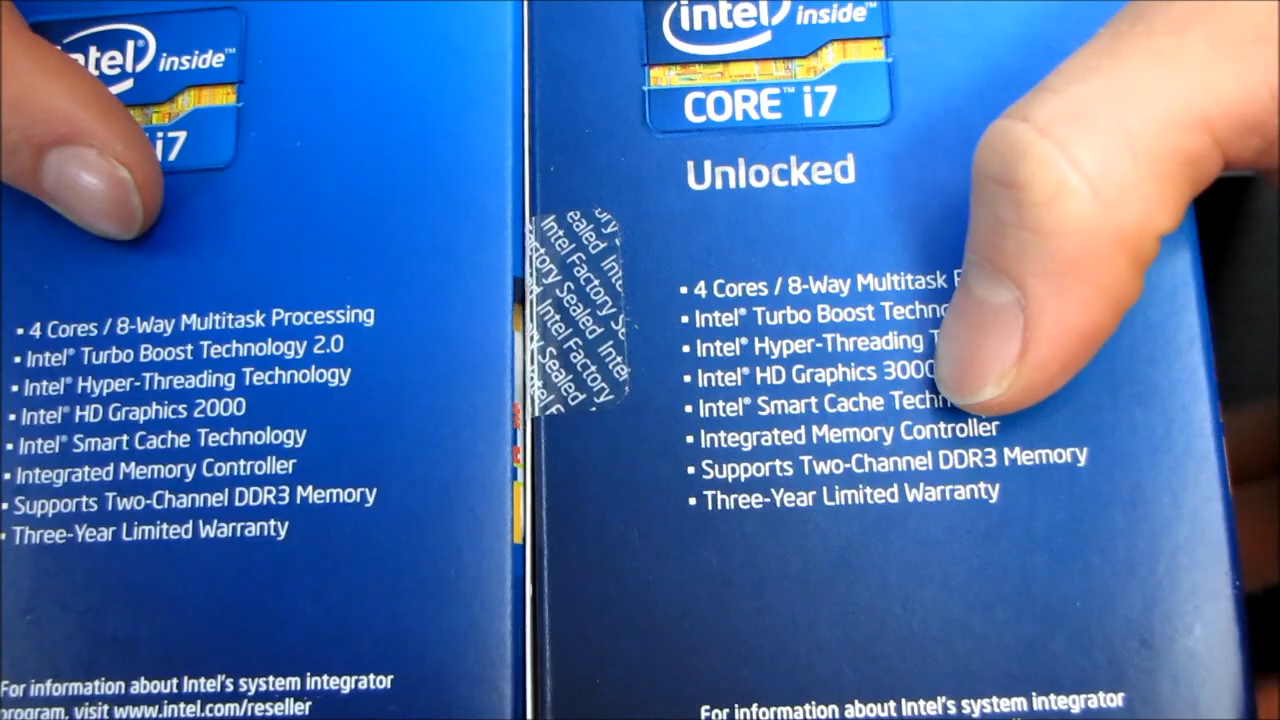 intel® inside™
i7
4 Cores / 8-Way Multitask Processing
Intel® Turbo Boost Technology 2.0
Intel® Hyper-Threading Technology
Intel® HD Graphics 2000
Intel® Smart Cache Technology
Integrated Memory Controller
Supports Two-Channel DDR3 Memory
Three-Year Limited Warranty
For information about Intel's system integrator
program, visit www.intel.com/reseller
Intel Factory
Sealed
Intel Factory
Sealed
intel inside™
CORE™ i7
Unlocked
4 Cores / 8-Way Multitask
Intel® Turbo Boost
Intel® Hyper-Threading
Intel® HD Graphics 3000
Intel® Smart Cache
Integrated Memory Controller
Supports Two-Channel DDR3 Memory
Three-Year Limited Warranty
For information about Intel's system integrator